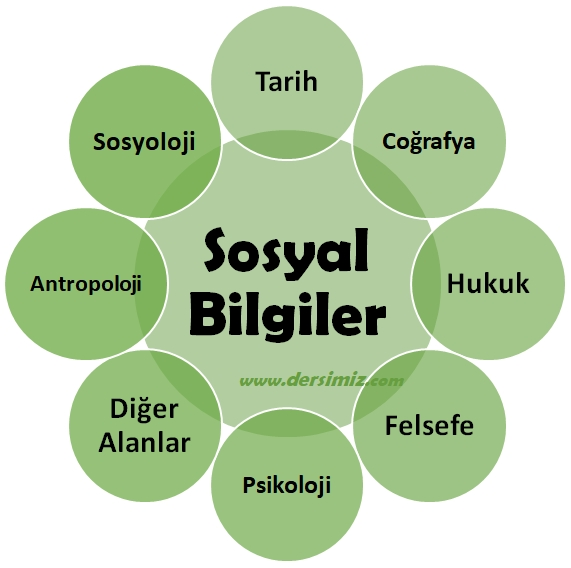 Tarih
Coğrafya
Hukuk
Felsefe
Psikoloji
Diğer
Alanlar
Antropoloji
Sosyoloji
Sosyal
Bilgiler
www.dersimiz.com